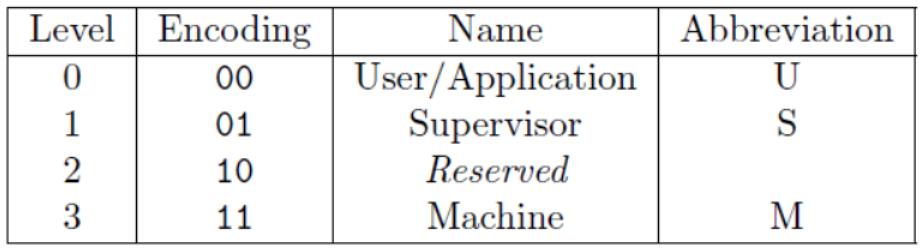 Level Encoding Name Abbreviation
0 00 User/Application U
1 01 Supervisor S
2 10 Reserved
3 11 Machine M